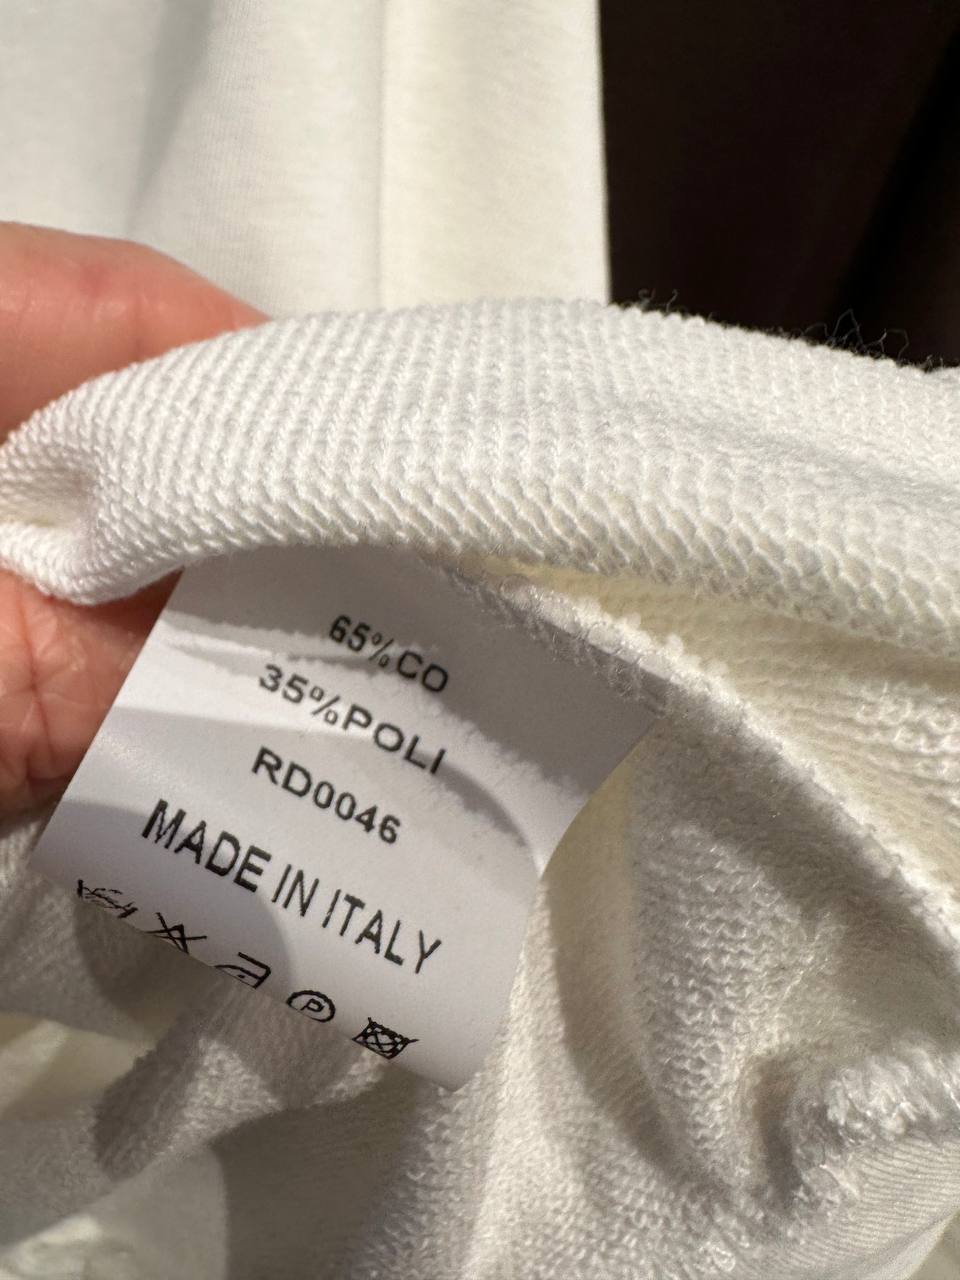 65%CO
35%POLI
RD0046
MADE IN ITALY
P